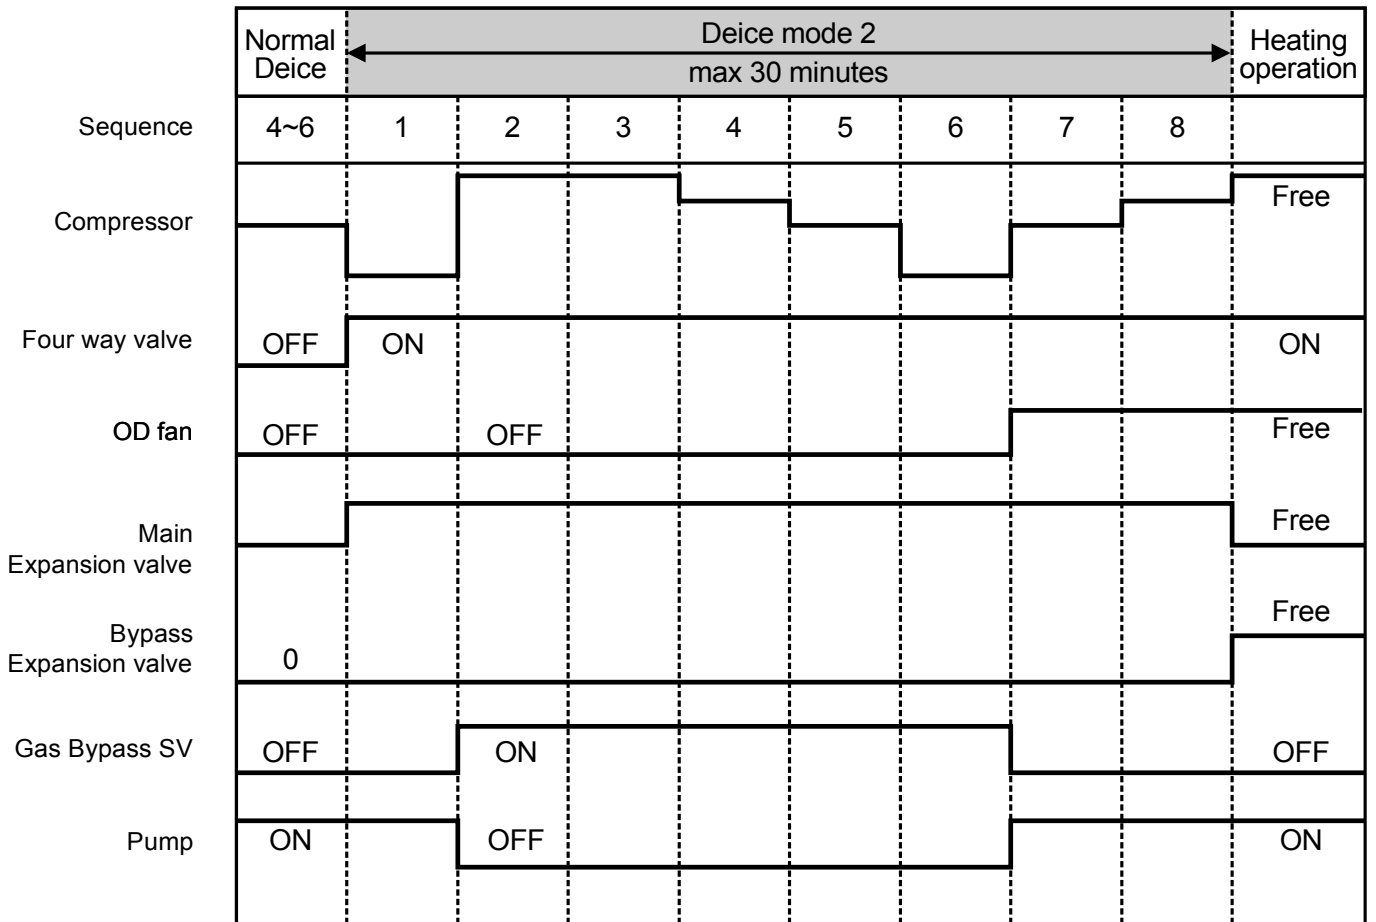 Normal
Deice
Deice mode 2
max 30 minutes
Heating
operation
Sequence 4~6 1 2 3 4 5 6 7 8
Compressor Free
Four way valve OFF ON ON
OD fan OFF OFF Free
Main
Expansion valve
Free
Bypass
Expansion valve
0
Free
Gas Bypass SV OFF ON OFF
Pump ON OFF ON